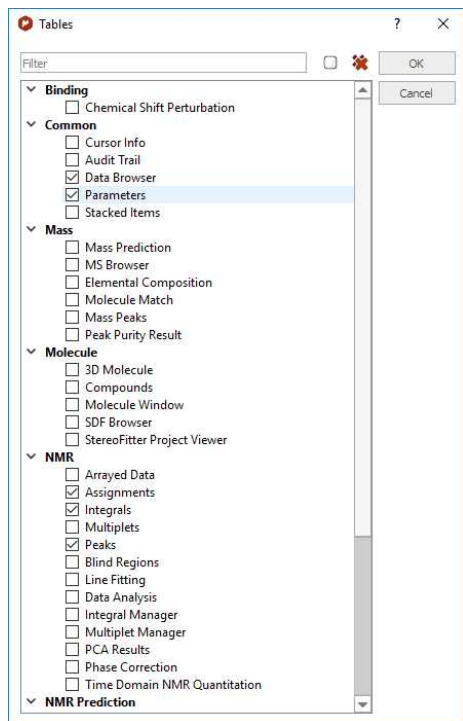 Tables
?
Filter
OK
Cancel
Binding
Chemical Shift Perturbation
Common
Cursor Info
Audit Trail
Data Browser
Parameters
Stacked Items
Mass
Mass Prediction
MS Browser
Elemental Composition
Molecule Match
Mass Peaks
Peak Purity Result
Molecule
3D Molecule
Compounds
Molecule Window
SDF Browser
StereoFitter Project Viewer
NMR
Arrayed Data
Assignments
Integrals
Multiplets
Peaks
Blind Regions
Line Fitting
Data Analysis
Integral Manager
Multiplet Manager
PCA Results
Phase Correction
Time Domain NMR Quantitation
NMR Prediction